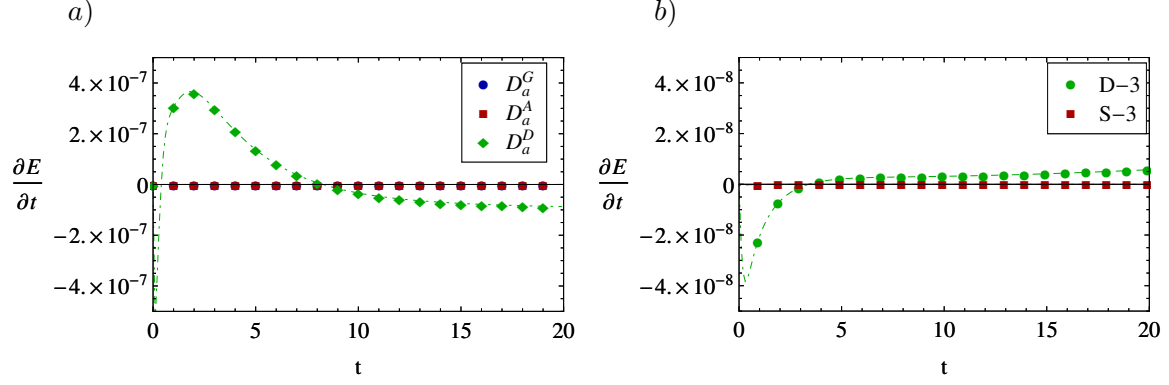 a)
4.×10⁻⁷
2.×10⁻⁷
0
−2.×10⁻⁷
−4.×10⁻⁷
∂E
∂t
0 5 10 15 20
t
D_a^G
D_a^A
D_a^D
b)
4.×10⁻⁸
2.×10⁻⁸
0
−2.×10⁻⁸
−4.×10⁻⁸
∂E
∂t
0 5 10 15 20
t
D−3
S−3